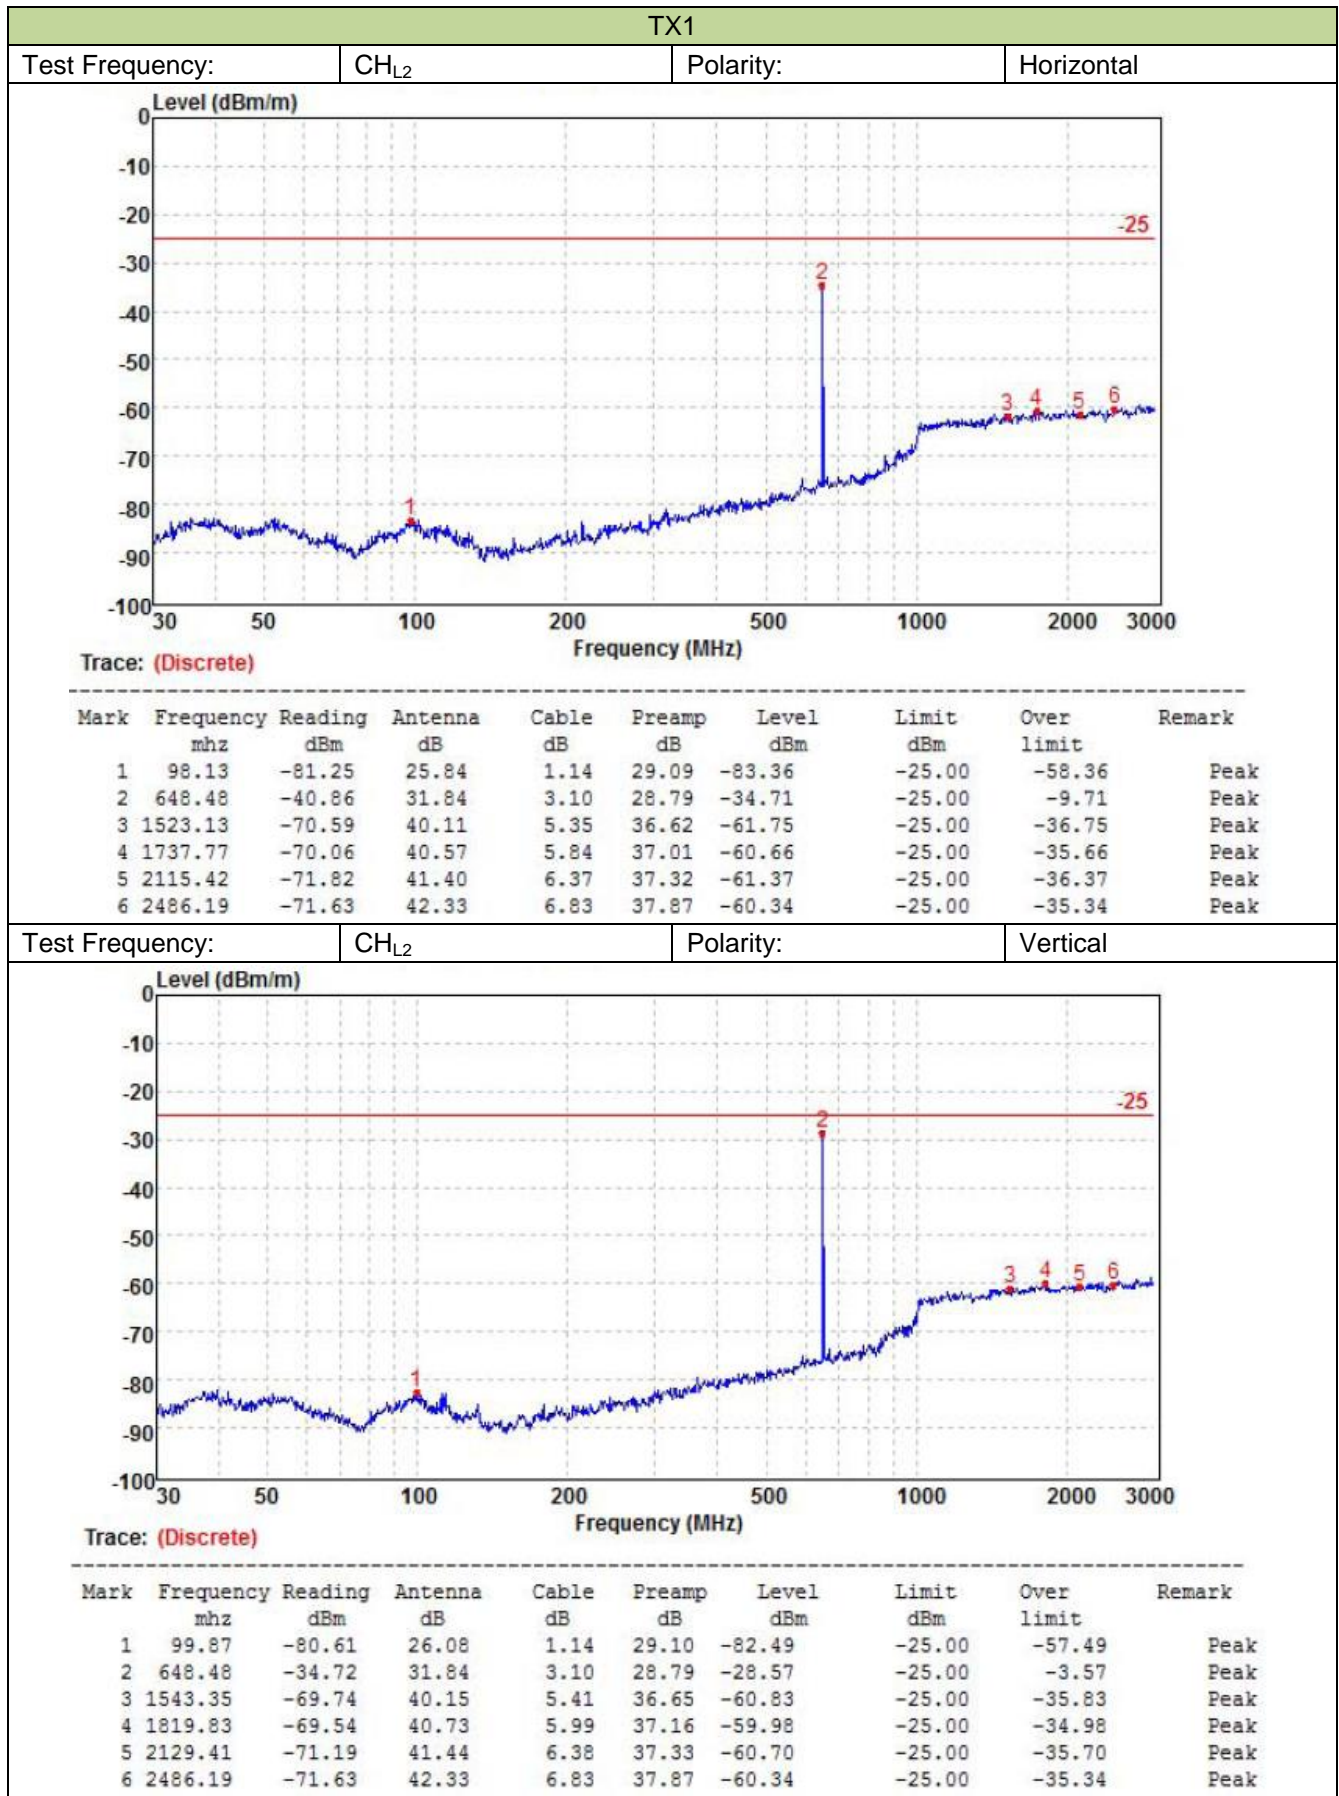 TX1
Test Frequency: CHL2 Polarity: Horizontal
Level (dBm/m)
0
-10
-20
-25
-30
2
-40
-50
-60
3 4 5 6
-70
-80
1
-90
-100
30 50 100 200 500 1000 2000 3000
Frequency (MHz)
Trace: (Discrete)
Mark Frequency Reading Antenna Cable Preamp Level Limit Over Remark
mhz dBm dB dB dB dBm dBm limit
1 98.13 -81.25 25.84 1.14 29.09 -83.36 -25.00 -58.36 Peak
2 648.48 -40.86 31.84 3.10 28.79 -34.71 -25.00 -9.71 Peak
3 1523.13 -70.59 40.11 5.35 36.62 -61.75 -25.00 -36.75 Peak
4 1737.77 -70.06 40.57 5.84 37.01 -60.66 -25.00 -35.66 Peak
5 2115.42 -71.82 41.40 6.37 37.32 -61.37 -25.00 -36.37 Peak
6 2486.19 -71.63 42.33 6.83 37.87 -60.34 -25.00 -35.34 Peak
Test Frequency: CHL2 Polarity: Vertical
Level (dBm/m)
0
-10
-20
-25
2
-30
-40
-50
3 4 5 6
-60
-70
-80
1
-90
-100
30 50 100 200 500 1000 2000 3000
Frequency (MHz)
Trace: (Discrete)
Mark Frequency Reading Antenna Cable Preamp Level Limit Over Remark
mhz dBm dB dB dB dBm dBm limit
1 99.87 -80.61 26.08 1.14 29.10 -82.49 -25.00 -57.49 Peak
2 648.48 -34.72 31.84 3.10 28.79 -28.57 -25.00 -3.57 Peak
3 1543.35 -69.74 40.15 5.41 36.65 -60.83 -25.00 -35.83 Peak
4 1819.83 -69.54 40.73 5.99 37.16 -59.98 -25.00 -34.98 Peak
5 2129.41 -71.19 41.44 6.38 37.33 -60.70 -25.00 -35.70 Peak
6 2486.19 -71.63 42.33 6.83 37.87 -60.34 -25.00 -35.34 Peak